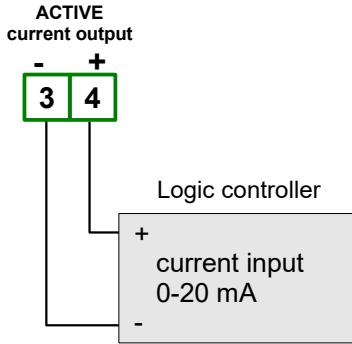 ACTIVE
current output
- +
3 4
Logic controller
+
current input
0-20 mA
-